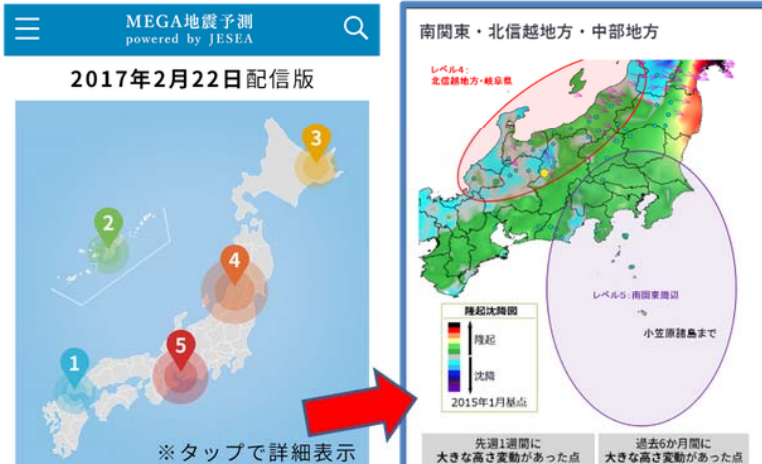 MEGA地震予測
powered by JESEA
2017年2月22日配信版
3
2
4
5
1
※タップで詳細表示
南関東・北信越地方・中部地方
レベル4:
北信越地方・岐阜県
レベル5:南関東周辺
小笠原諸島まで
隆起沈降図
隆起
沈降
2015年1月基点
先週1週間に
大きな高さ変動があった点
過去6か月間に
大きな高さ変動があった点